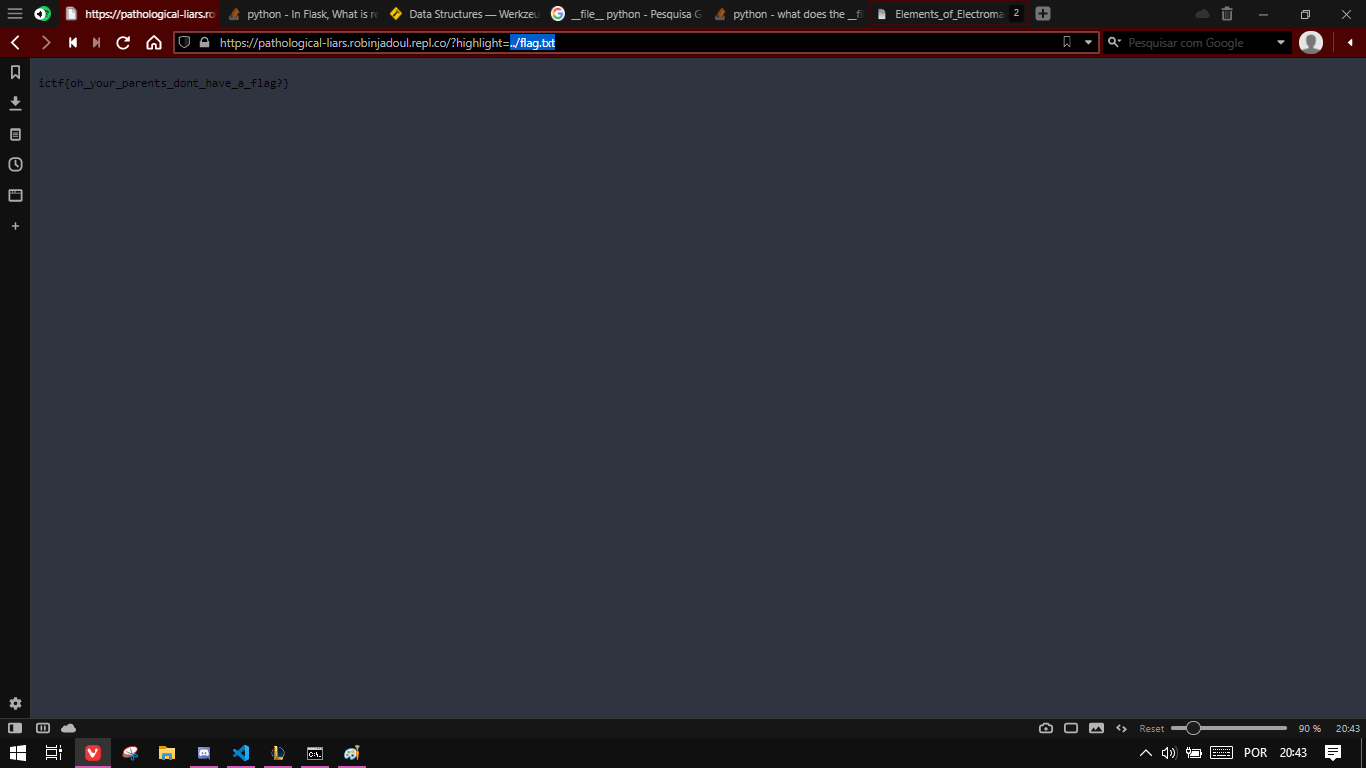 https://pathological-liars.ro
python - In Flask, What is re
Data Structures — Werkzeu
__file__ python - Pesquisa G
python - what does the __fi
Elements_of_Electroma
2
https://pathological-liars.robinjadoul.repl.co/?highlight=../flag.txt
Pesquisar com Google
ictf{oh_your_parents_dont_have_a_flag?}
Reset
90 %
20:43
POR
20:43